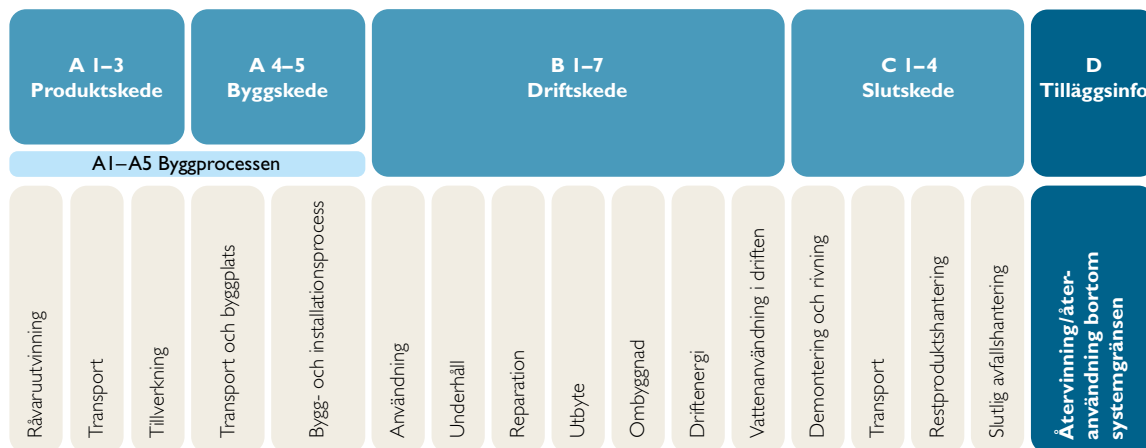 A 1–3
Produktskede
A 4–5
Byggskede
B 1–7
Driftskede
C 1–4
Slutskede
D
Tilläggsinfo
A1–A5 Byggprocessen
Råvaruutvinning
Transport
Tillverkning
Transport och byggplats
Bygg- och installationsprocess
Användning
Underhåll
Reparation
Utbyte
Ombyggnad
Driftenergi
Vattenanvändning i driften
Demontering och rivning
Transport
Restproduktshantering
Slutlig avfallshantering
Återvinning/åter-
användning bortom
systemgränsen